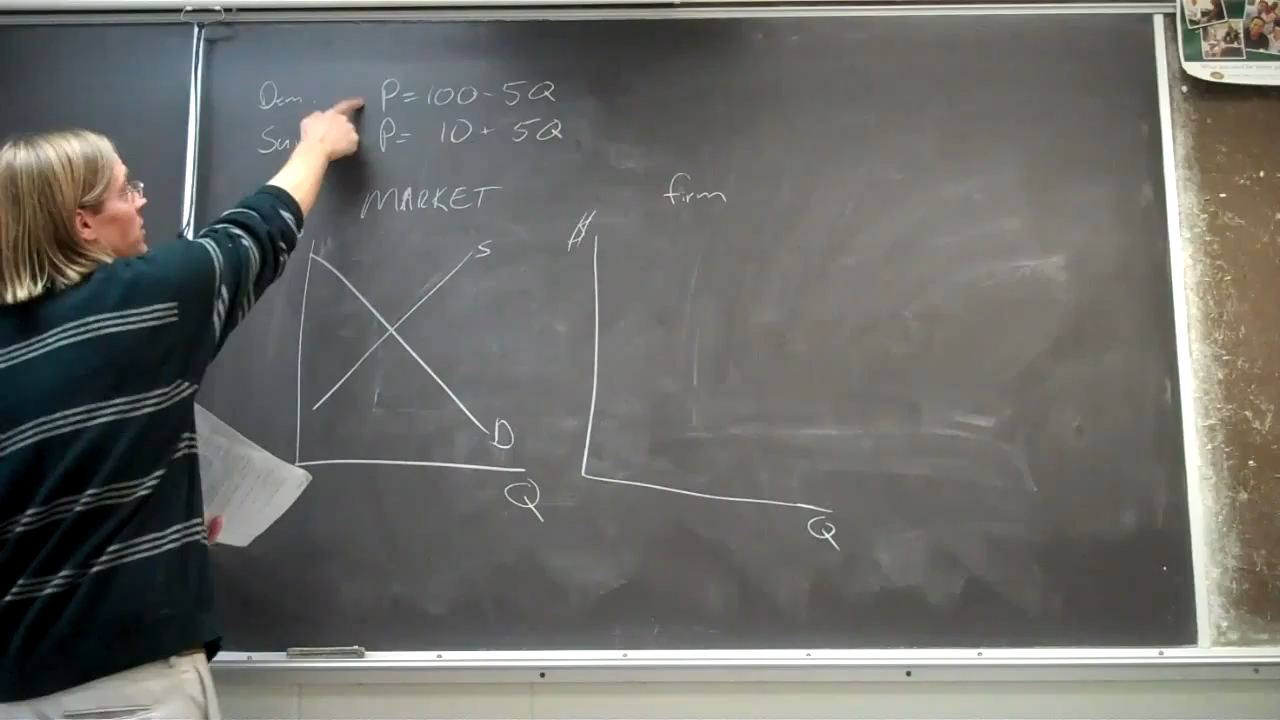 Dem. P = 100 - 5Q
P = 10 + 5Q
MARKET
firm
S
$
D
Q
Q